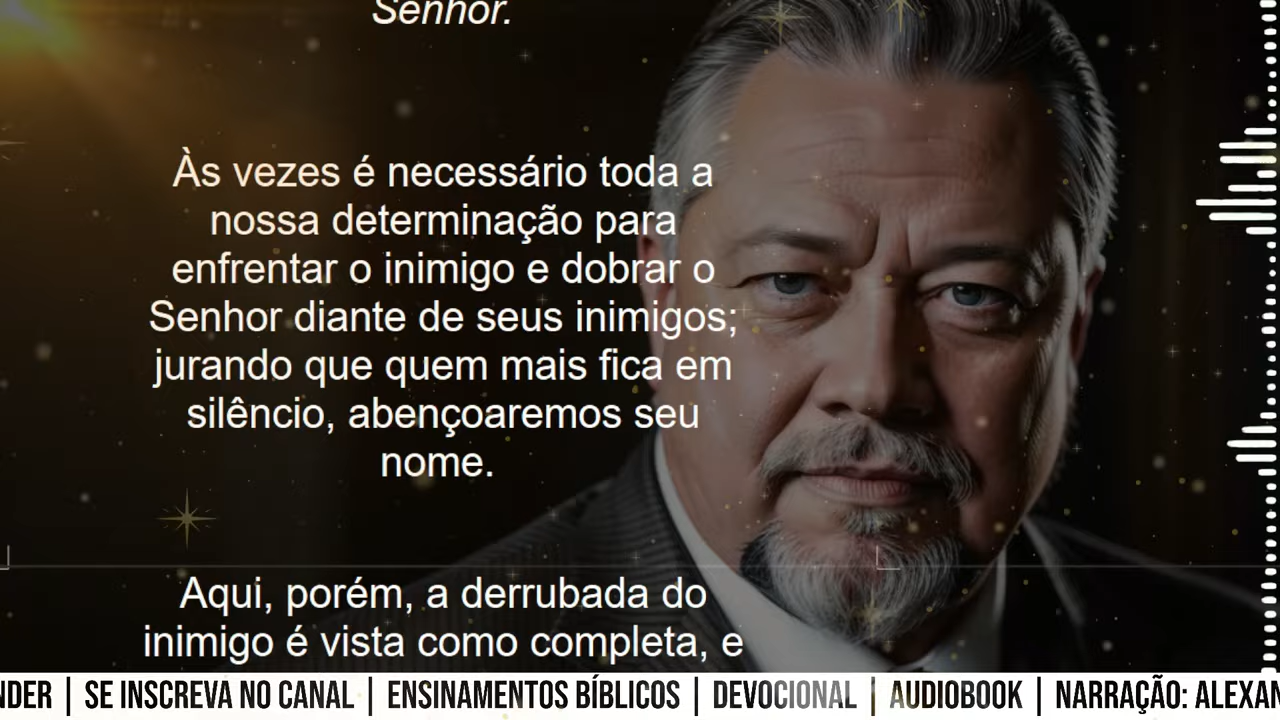 Senhor.
Às vezes é necessário toda a
nossa determinação para
enfrentar o inimigo e dobrar o
Senhor diante de seus inimigos;
jurando que quem mais fica em
silêncio, abençoaremos seu
nome.
Aqui, porém, a derrubada do
inimigo é vista como completa, e
NDER | SE INSCREVA NO CANAL | ENSINAMENTOS BÍBLICOS | DEVOCIONAL | AUDIOBOOK | NARRAÇÃO: ALEXAN